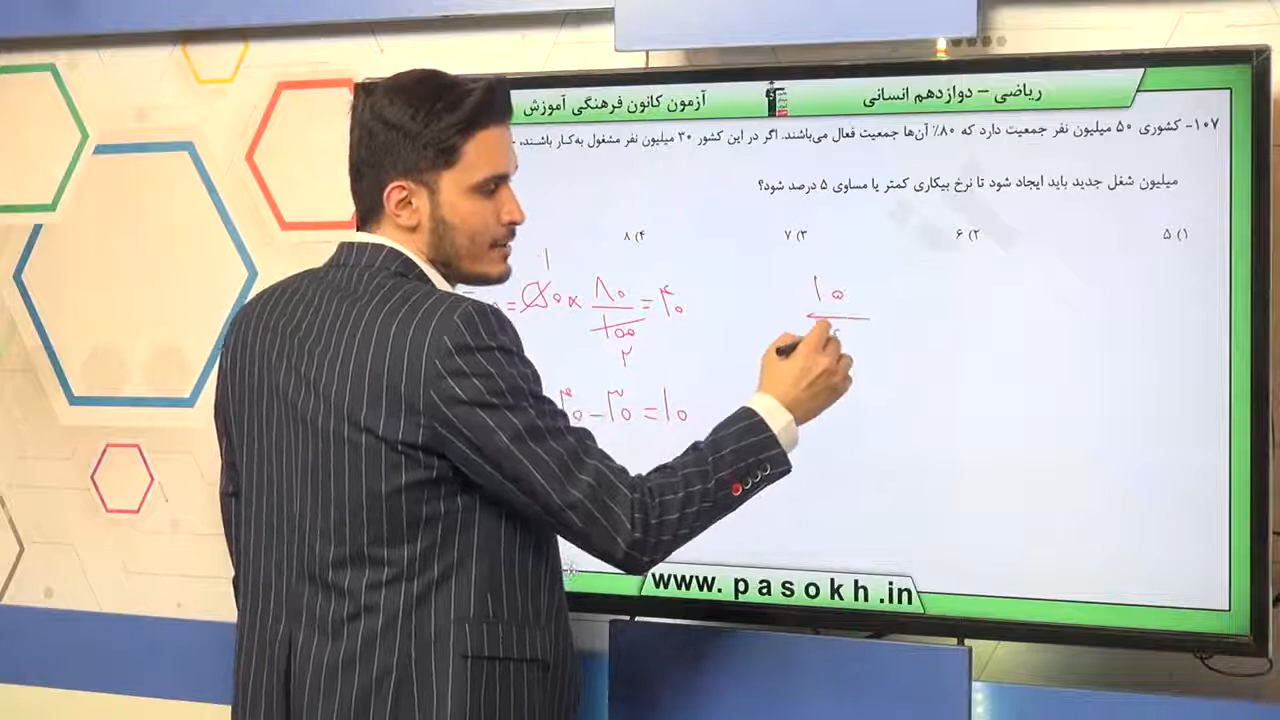 ریاضی – دوازدهم انسانی
آزمون کانون فرهنگی آموزش
۱۰۷- کشوری ۵۰ میلیون نفر جمعیت دارد که ۸۰٪ آن‌ها جمعیت فعال می‌باشند. اگر در این کشور ۳۰ میلیون نفر مشغول به‌کار باشند،
میلیون شغل جدید باید ایجاد شود تا نرخ بیکاری کمتر یا مساوی ۵ درصد شود؟
۱) ۵
۲) ۶
۳) ۷
۴) ۸
۱
= ۵۰ × ۸۰/۱۰۰ = ۴۰
۲
۴۰ – ۳۰ = ۱۰
۱۰
www.pasokh.in